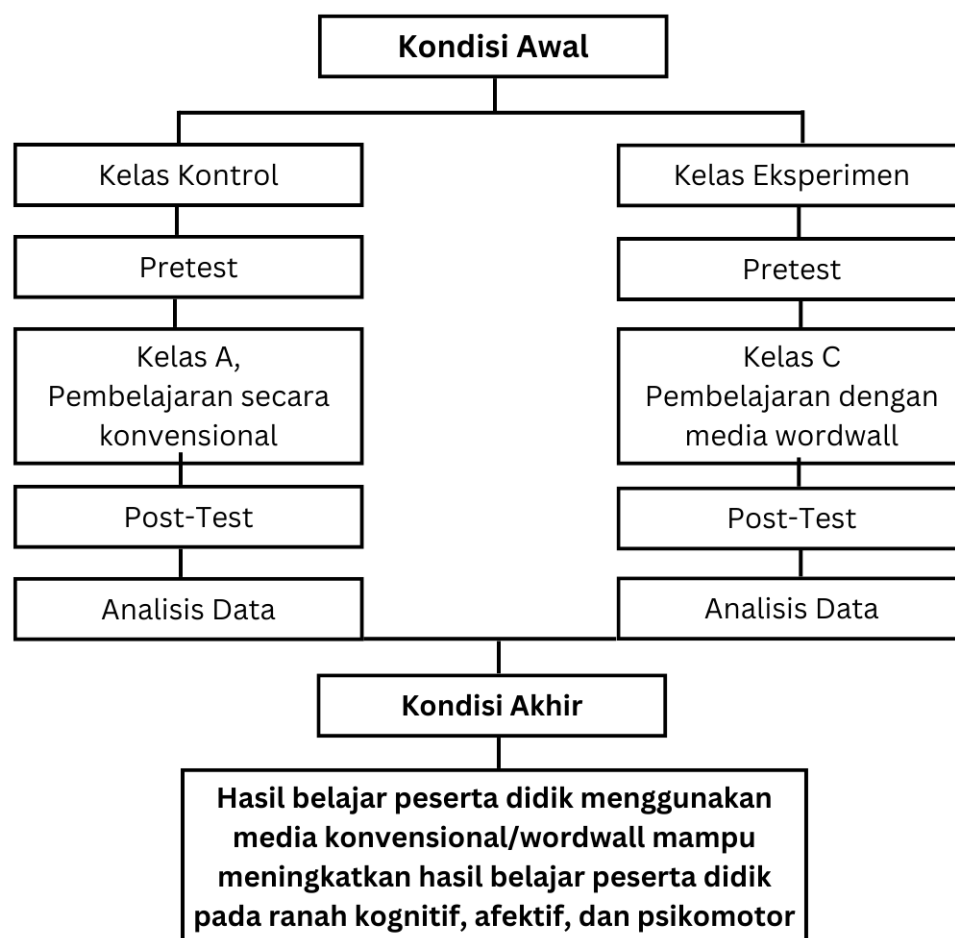 Kondisi Awal
Kelas Kontrol
Kelas Eksperimen
Pretest
Pretest
Kelas A,
Pembelajaran secara
konvensional
Kelas C
Pembelajaran dengan
media wordwall
Post-Test
Post-Test
Analisis Data
Analisis Data
Kondisi Akhir
Hasil belajar peserta didik menggunakan
media konvensional/wordwall mampu
meningkatkan hasil belajar peserta didik
pada ranah kognitif, afektif, dan psikomotor